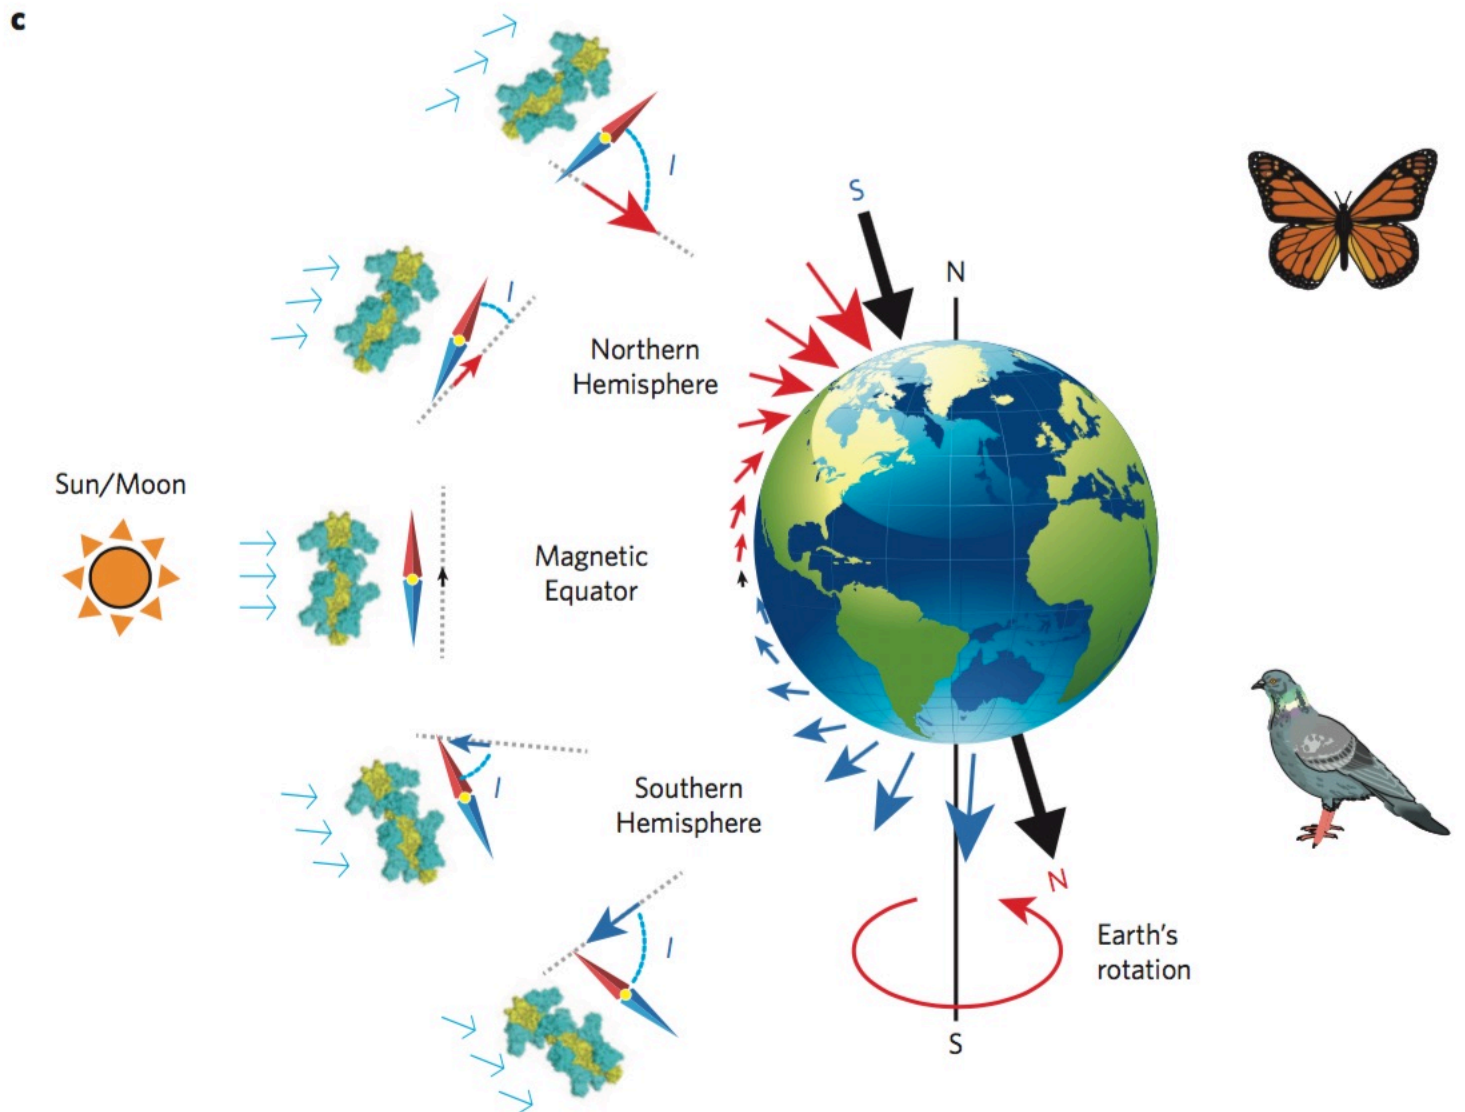 c
I
S
I
N
Northern
Hemisphere
Sun/Moon
Magnetic
Equator
I
Southern
Hemisphere
N
I
Earth's
rotation
S